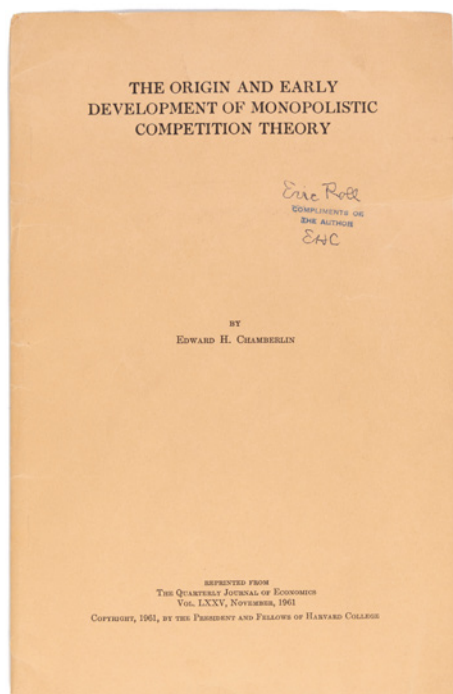 THE ORIGIN AND EARLY
DEVELOPMENT OF MONOPOLISTIC
COMPETITION THEORY
Eric Roll
COMPLIMENTS OF
THE AUTHOR
EHC
BY
EDWARD H. CHAMBERLIN
REPRINTED FROM
THE QUARTERLY JOURNAL OF ECONOMICS
VOL. LXXV, NOVEMBER, 1961
COPYRIGHT, 1961, BY THE PRESIDENT AND FELLOWS OF HARVARD COLLEGE